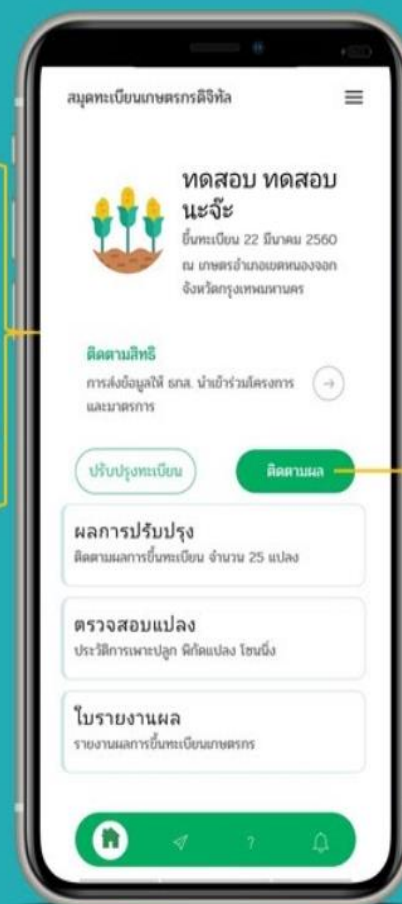 สมุดทะเบียนเกษตรกรดิจิทัล
ทดสอบ ทดสอบ
นะจ๊ะ
ขึ้นทะเบียน 22 มีนาคม 2560
ณ เกษตรอำเภอเขตหนองจอก
จังหวัดกรุงเทพมหานคร
ติดตามสิทธิ
การส่งข้อมูลให้ ธกส. นำเข้าร่วมโครงการ
และมาตรการ
ปรับปรุงทะเบียน
ติดตามผล
ผลการปรับปรุง
ติดตามผลการขึ้นทะเบียน จำนวน 25 แปลง
ตรวจสอบแปลง
ประวัติการเพาะปลูก พิกัดแปลง โซนนิ่ง
ใบรายงานผล
รายงานผลการขึ้นทะเบียนเกษตรกร
?